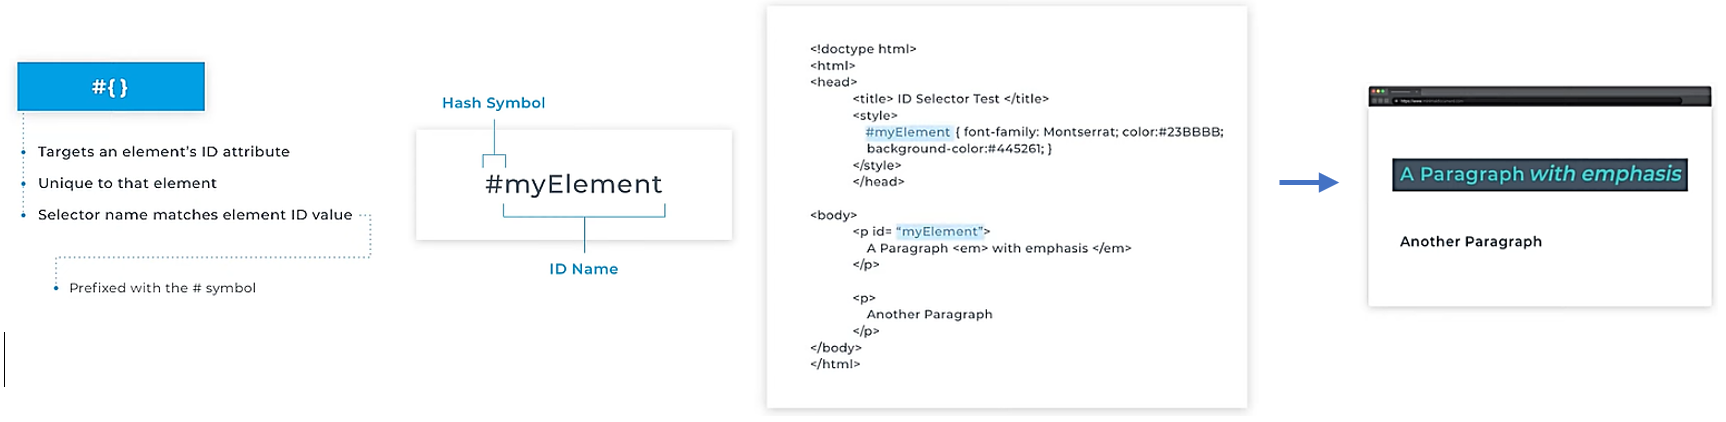 #{ }
Targets an element's ID attribute
Unique to that element
Selector name matches element ID value
Prefixed with the # symbol
Hash Symbol
#myElement
ID Name
<!doctype html>
<html>
<head>
<title> ID Selector Test </title>
<style>
#myElement { font-family: Montserrat; color:#23BBBB;
background-color:#445261; }
</style>
</head>
<body>
<p id= “myElement”>
A Paragraph <em> with emphasis </em>
</p>
<p>
Another Paragraph
</p>
</body>
</html>
A Paragraph with emphasis
Another Paragraph